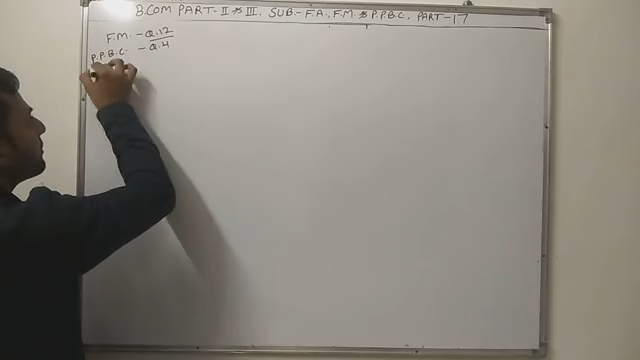 B.COM PART-II & III. SUB.- F.A, F.M. & P.P.B.C. PART-17
F.M. - Q.12
P.P.B.C. - Q.4